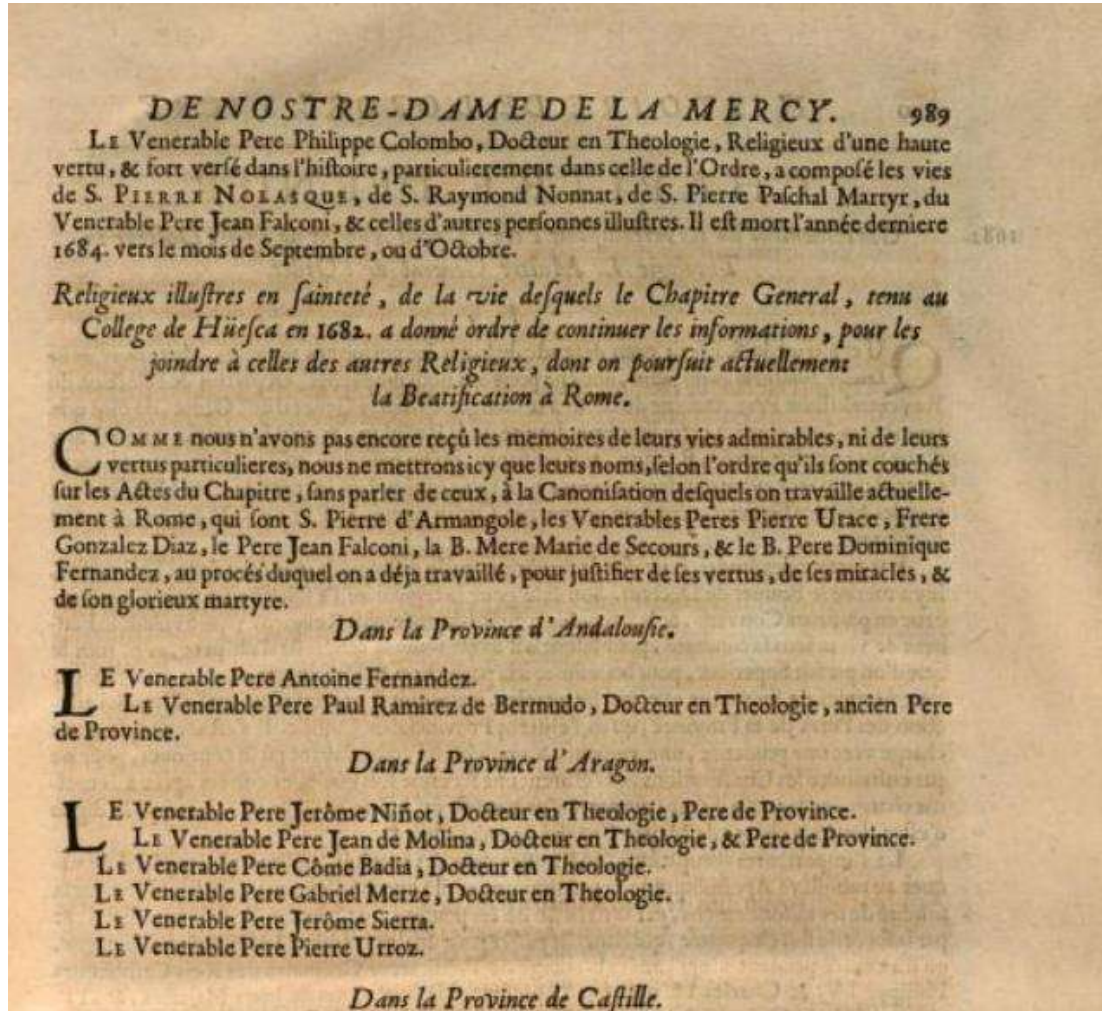 DE NOSTRE-DAME DE LA MERCY. 989
LE Venerable Pere Philippe Colombo, Docteur en Theologie, Religieux d'une haute
vertu, & fort versé dans l'histoire, particulierement dans celle de l'Ordre, a composé les vies
de S. PIERRE NOLASQUE, de S. Raymond Nonnat, de S. Pierre Paschal Martyr, du
Venerable Pere Jean Falconi, & celles d'autres personnes illustres. Il est mort l'année derniere
1684. vers le mois de Septembre, ou d'Octobre.
Religieux illustres en sainteté, de la vie desquels le Chapitre General, tenu au
College de Hüesca en 1682. a donné ordre de continuer les informations, pour les
joindre à celles des autres Religieux, dont on poursuit actuellement
la Beatification à Rome.
COMME nous n'avons pas encore reçû les memoires de leurs vies admirables, ni de leurs
vertus particulieres, nous ne mettrons icy que leurs noms, selon l'ordre qu'ils sont couchés
sur les Actes du Chapitre, sans parler de ceux, à la Canonisation desquels on travaille actuelle-
ment à Rome, qui sont S. Pierre d'Armangole, les Venerables Peres Pierre Urace, Frere
Gonzalez Diaz, le Pere Jean Falconi, la B. Mere Marie de Secours, & le B. Pere Dominique
Fernandez, au procés duquel on a déja travaillé, pour justifier de ses vertus, de ses miracles, &
de son glorieux martyre.
Dans la Province d'Andalousie.
LE Venerable Pere Antoine Fernandez.
LE Venerable Pere Paul Ramirez de Bermudo, Docteur en Theologie, ancien Pere
de Province.
Dans la Province d'Aragon.
LE Venerable Pere Jerôme Niñot, Docteur en Theologie, Pere de Province.
LE Venerable Pere Jean de Molina, Docteur en Theologie, & Pere de Province.
LE Venerable Pere Côme Badia, Docteur en Theologie.
LE Venerable Pere Gabriel Merze, Docteur en Theologie.
LE Venerable Pere Jerôme Sierra.
LE Venerable Pere Pierre Urroz.
Dans la Province de Castille.